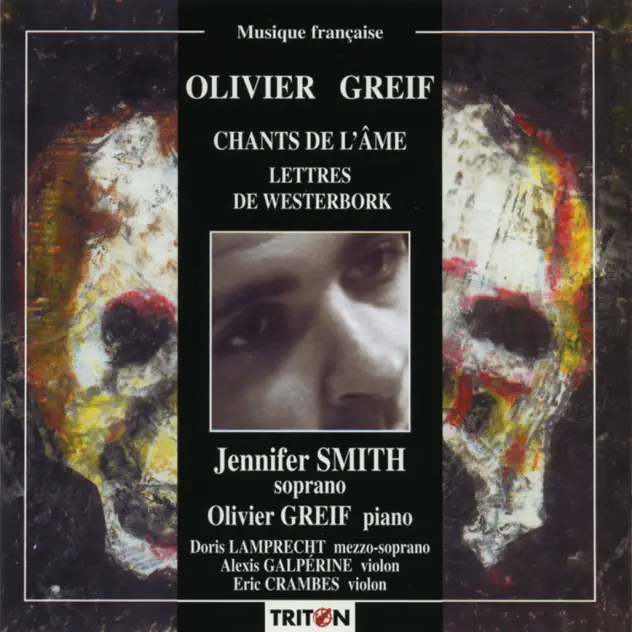 Musique française
OLIVIER GREIF
CHANTS DE L'ÂME
LETTRES
DE WESTERBORK
Jennifer SMITH
soprano
Olivier GREIF piano
Doris LAMPRECHT mezzo-soprano
Alexis GALPÉRINE violon
Eric CRAMBES violon
TRITON